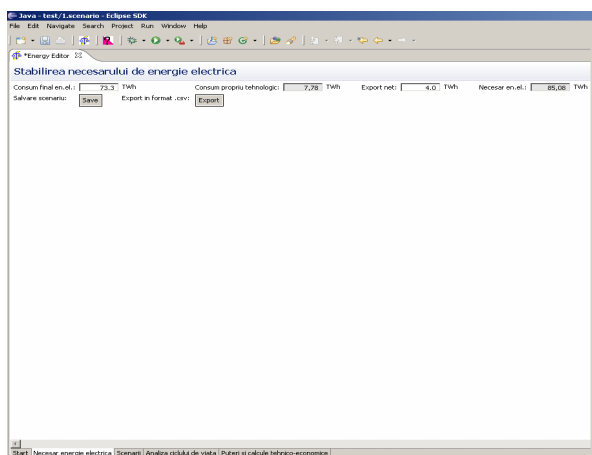 Java - test/1.scenario - Eclipse SDK
File Edit Navigate Search Project Run Window Help
*Energy Editor
Stabilirea necesarului de energie electrica
Consum final en.el.: 73.3 TWh Consum propriu tehnologic: 7,78 TWh Export net: 4.0 TWh Necesar en.el.: 85,08 TWh
Salvare scenariu: Save Export in format .csv: Export
Start Necesar energie electrica Scenarii Analiza ciclului de viata Puteri si calcule tehnico-economice